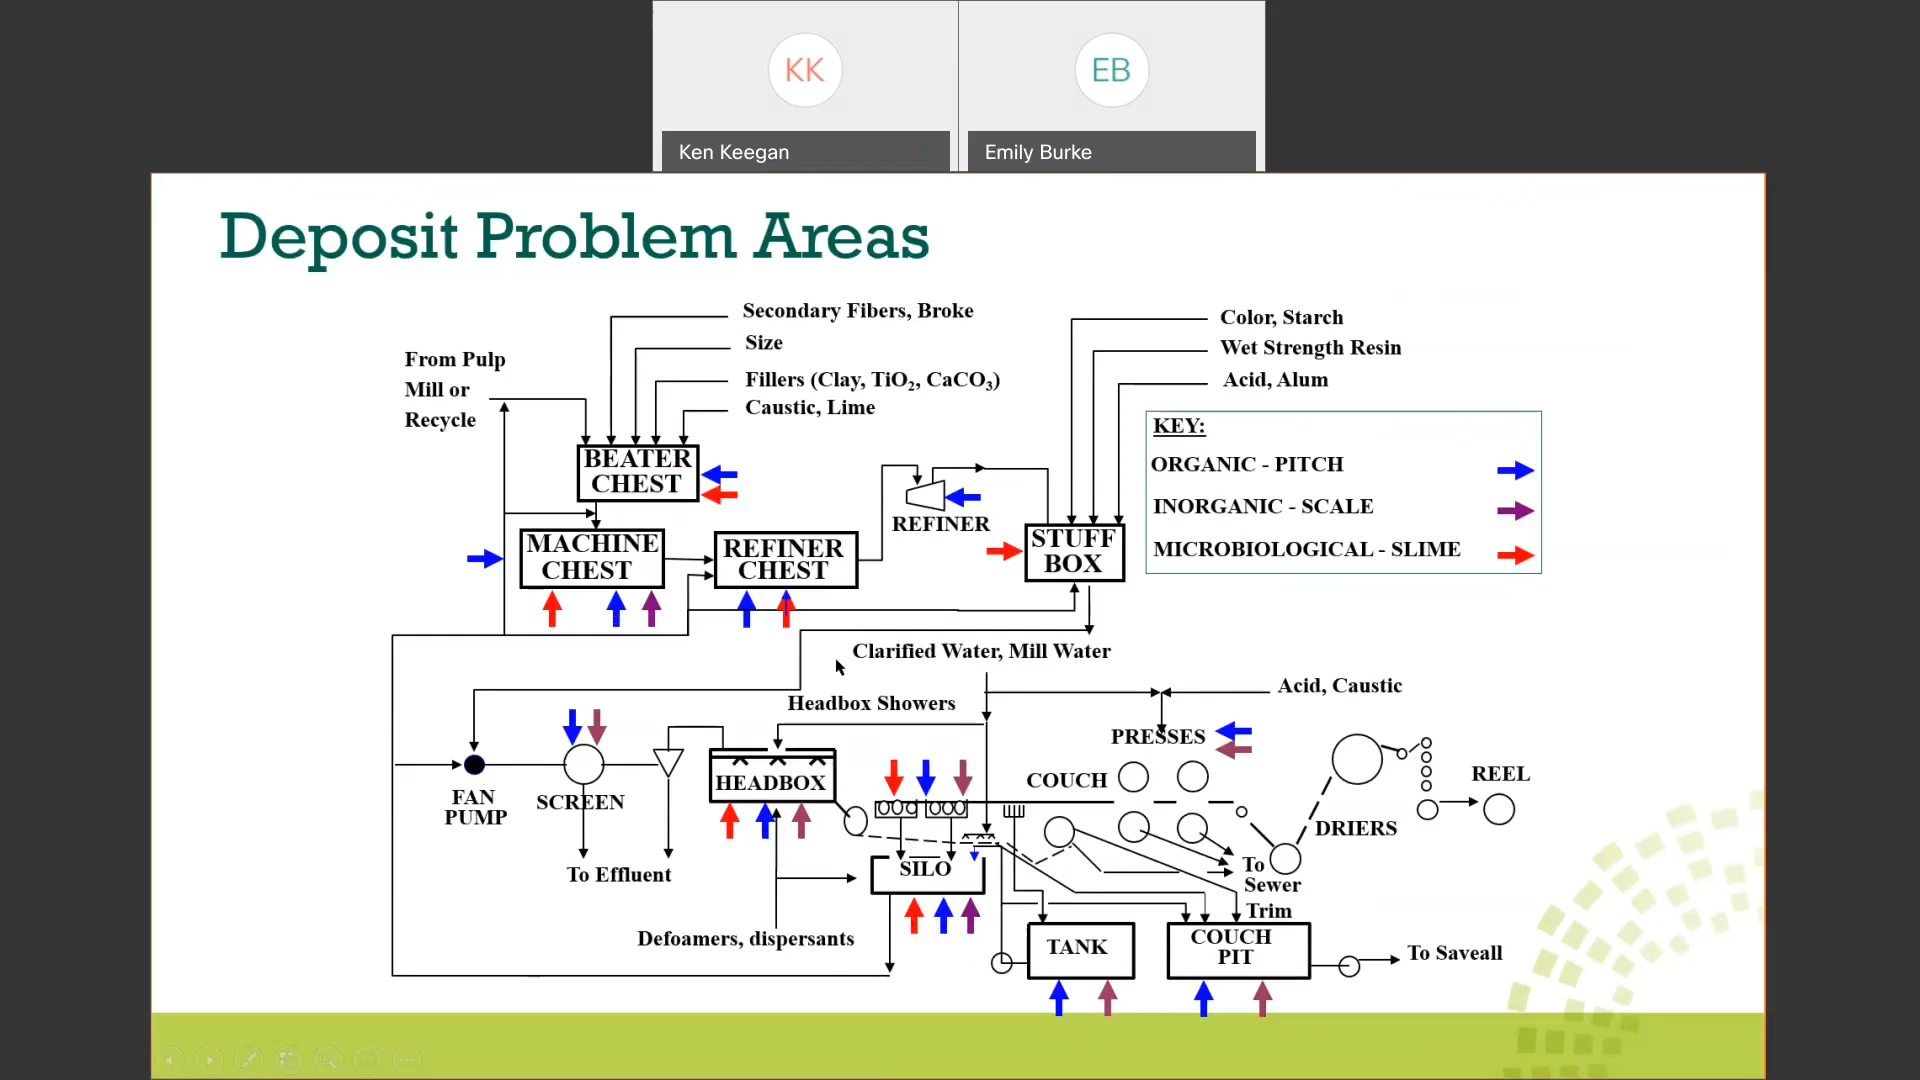 KK
EB
Ken Keegan
Emily Burke
Deposit Problem Areas
Secondary Fibers, Broke
Size
Fillers (Clay, TiO₂, CaCO₃)
Caustic, Lime
From Pulp
Mill or
Recycle
Color, Starch
Wet Strength Resin
Acid, Alum
KEY:
ORGANIC - PITCH
INORGANIC - SCALE
MICROBIOLOGICAL - SLIME
BEATER
CHEST
MACHINE
CHEST
REFINER
CHEST
REFINER
STUFF
BOX
Clarified Water, Mill Water
Headbox Showers
Acid, Caustic
PRESSES
COUCH
HEADBOX
FAN
PUMP
SCREEN
To Effluent
SILO
DRIERS
REEL
To
Sewer
Trim
Defoamers, dispersants
TANK
COUCH
PIT
To Saveall